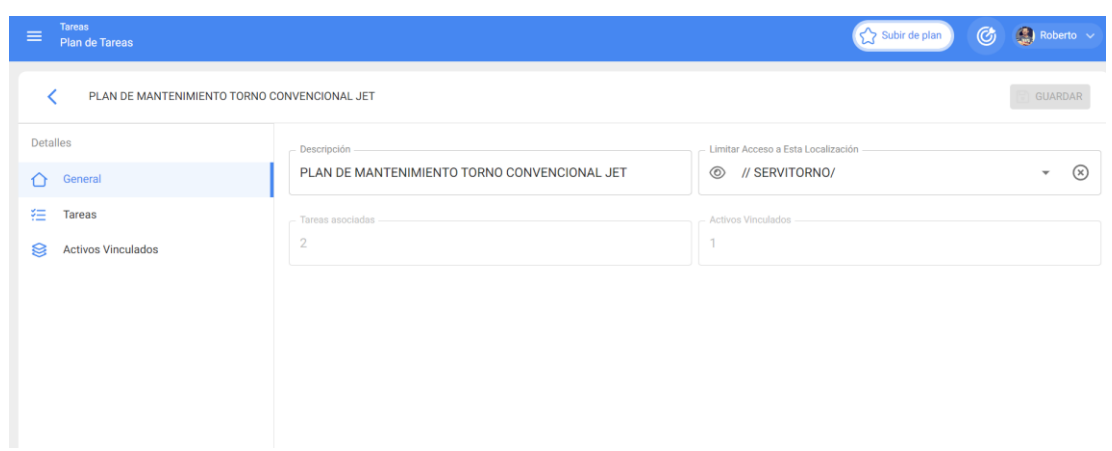 Tareas
Plan de Tareas
Subir de plan
Roberto
PLAN DE MANTENIMIENTO TORNO CONVENCIONAL JET
GUARDAR
Detalles
General
Tareas
Activos Vinculados
Descripción
PLAN DE MANTENIMIENTO TORNO CONVENCIONAL JET
Limitar Acceso a Esta Localización
// SERVITORNO/
Tareas asociadas
2
Activos Vinculados
1